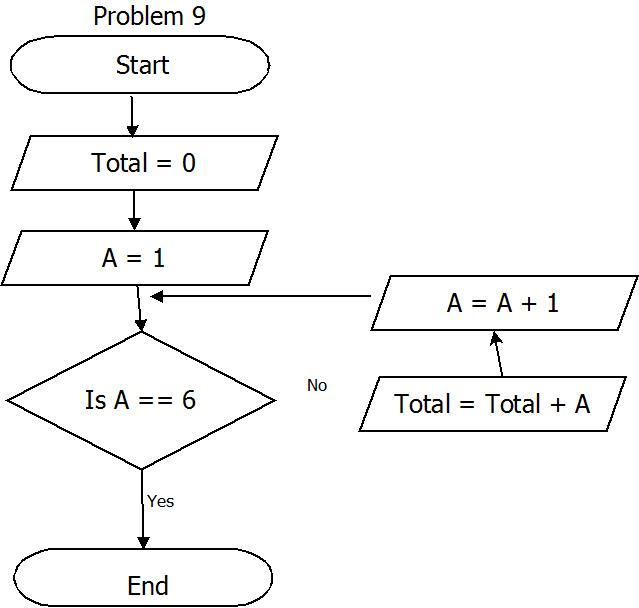 Problem 9
Start
Total = 0
A = 1
A = A + 1
Is A == 6
No
Total = Total + A
Yes
End